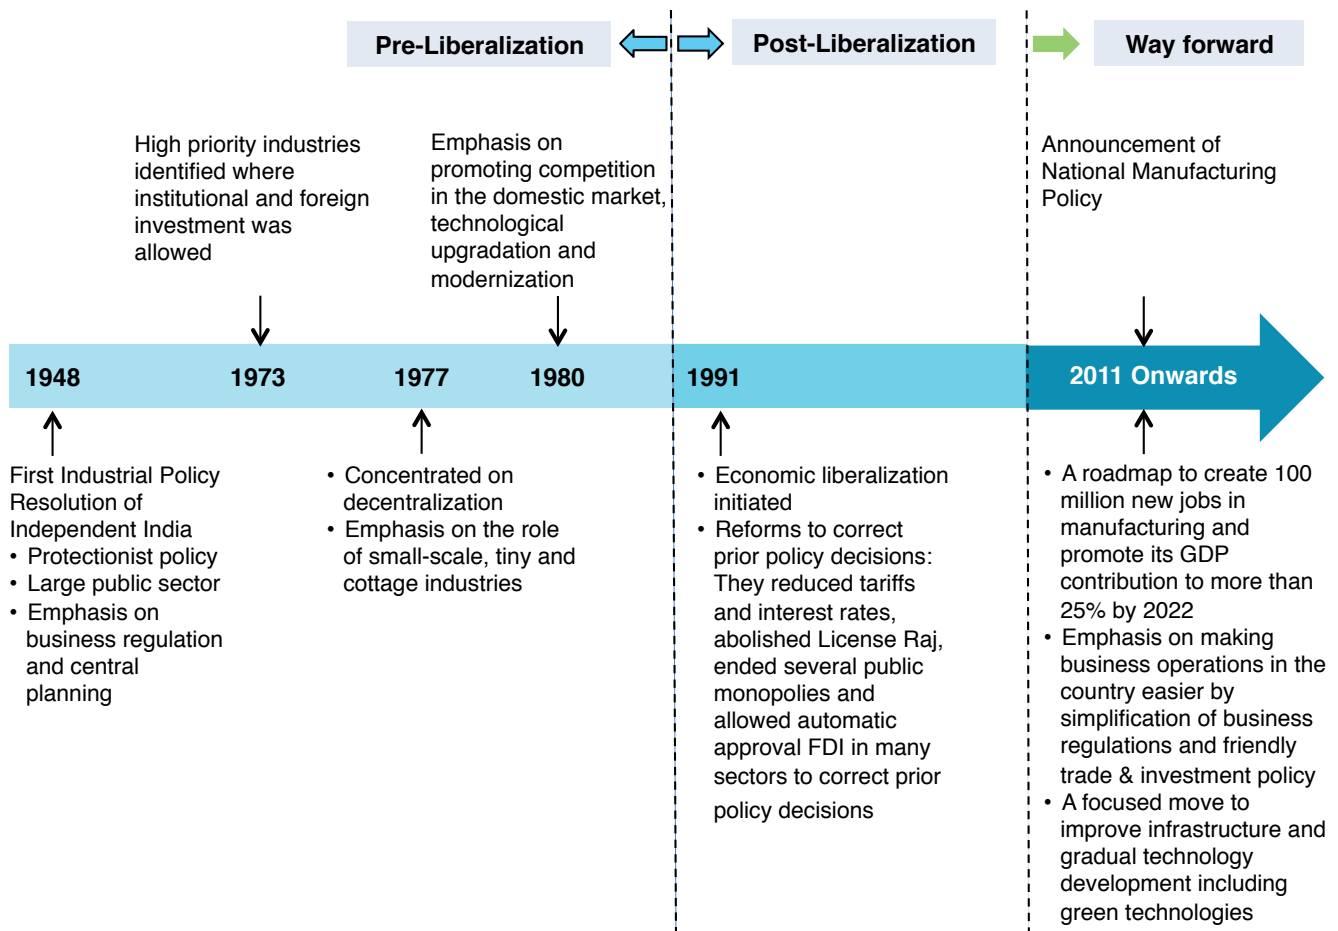 Pre-Liberalization
Post-Liberalization
Way forward
High priority industries
identified where
institutional and foreign
investment was
allowed
Emphasis on
promoting competition
in the domestic market,
technological
upgradation and
modernization
Announcement of
National Manufacturing
Policy
1948
1973
1977
1980
1991
2011 Onwards
First Industrial Policy
Resolution of
Independent India
• Protectionist policy
• Large public sector
• Emphasis on
business regulation
and central
planning
• Concentrated on
decentralization
• Emphasis on the role
of small-scale, tiny and
cottage industries
• Economic liberalization
initiated
• Reforms to correct
prior policy decisions:
They reduced tariffs
and interest rates,
abolished License Raj,
ended several public
monopolies and
allowed automatic
approval FDI in many
sectors to correct prior
policy decisions
• A roadmap to create 100
million new jobs in
manufacturing and
promote its GDP
contribution to more than
25% by 2022
• Emphasis on making
business operations in the
country easier by
simplification of business
regulations and friendly
trade & investment policy
• A focused move to
improve infrastructure and
gradual technology
development including
green technologies